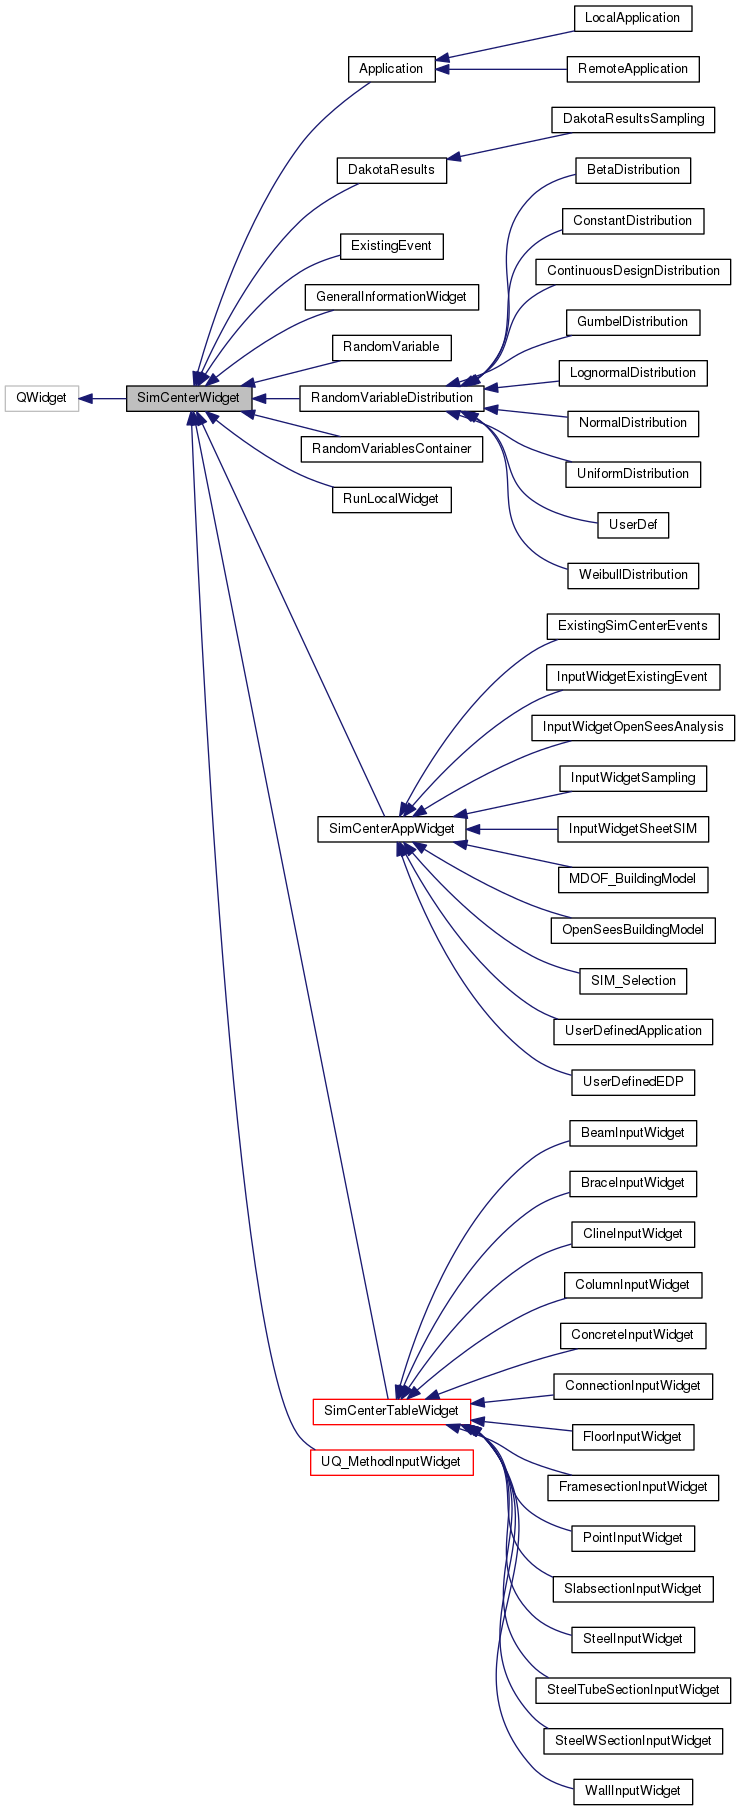 LocalApplication
Application
RemoteApplication
DakotaResultsSampling
DakotaResults
BetaDistribution
ConstantDistribution
ExistingEvent
ContinuousDesignDistribution
GeneralInformationWidget
GumbelDistribution
RandomVariable
LognormalDistribution
QWidget
SimCenterWidget
RandomVariableDistribution
NormalDistribution
RandomVariablesContainer
UniformDistribution
RunLocalWidget
UserDef
WeibullDistribution
ExistingSimCenterEvents
InputWidgetExistingEvent
InputWidgetOpenSeesAnalysis
InputWidgetSampling
SimCenterAppWidget
InputWidgetSheetSIM
MDOF_BuildingModel
OpenSeesBuildingModel
SIM_Selection
UserDefinedApplication
UserDefinedEDP
BeamInputWidget
BraceInputWidget
ClineInputWidget
ColumnInputWidget
ConcreteInputWidget
ConnectionInputWidget
SimCenterTableWidget
FloorInputWidget
UQ_MethodInputWidget
FramesectionInputWidget
PointInputWidget
SlabsectionInputWidget
SteelInputWidget
SteelTubeSectionInputWidget
SteelWSectionInputWidget
WallInputWidget